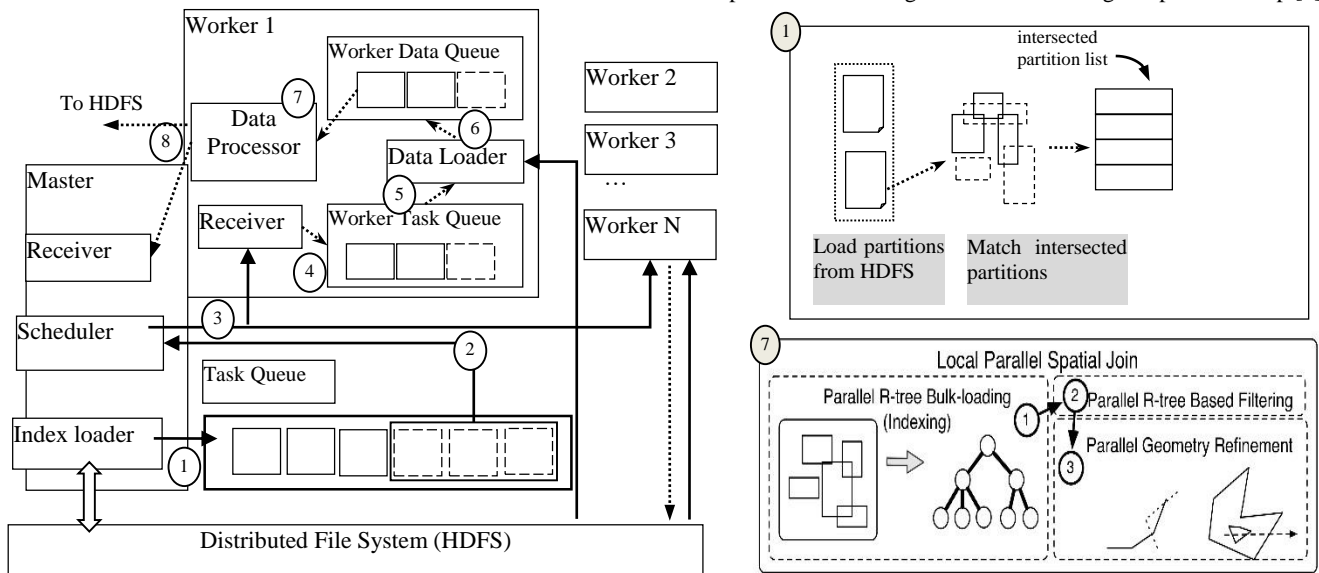 Worker 1
Worker Data Queue
7
To HDFS
Data
Processor
6
8
Data Loader
Master
5
Receiver
Worker Task Queue
Receiver
4
Scheduler
3
2
Task Queue
Index loader
1
Distributed File System (HDFS)
Worker 2
Worker 3
...
Worker N
1
intersected
partition list
Load partitions
from HDFS
Match intersected
partitions
7
Local Parallel Spatial Join
Parallel R-tree Bulk-loading
(Indexing)
1
2
Parallel R-tree Based Filtering
3
Parallel Geometry Refinement